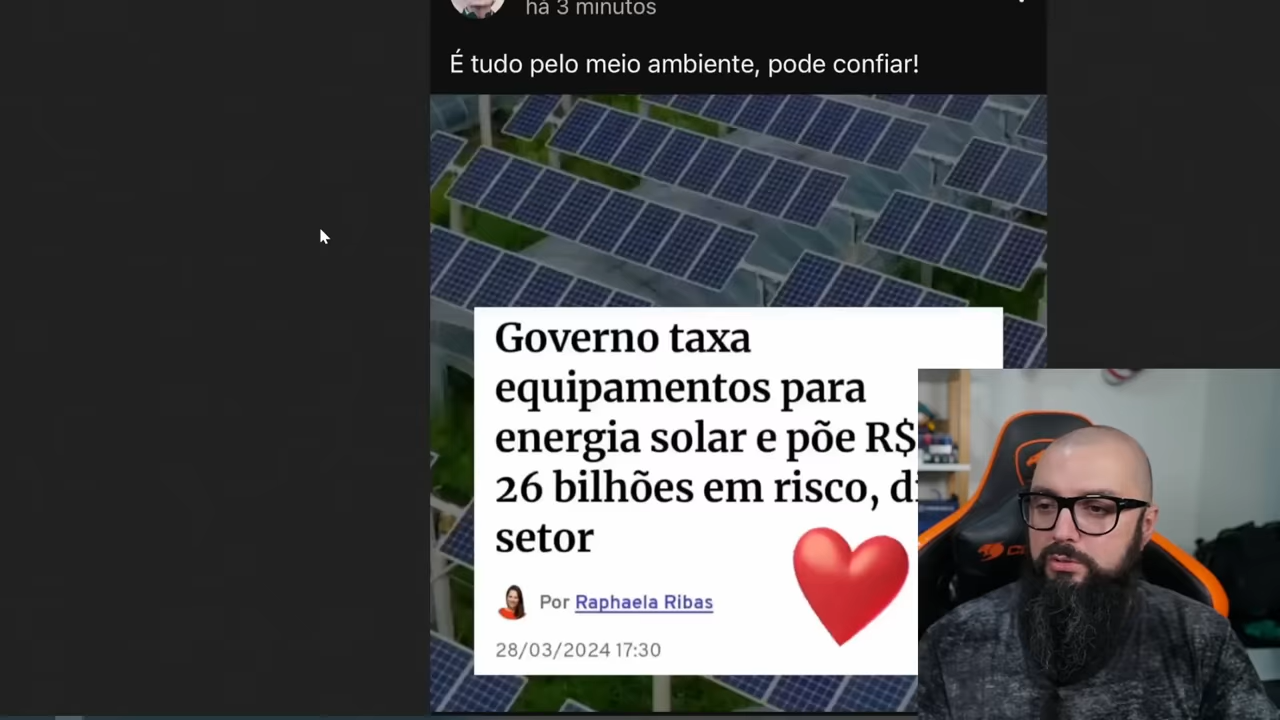 há 3 minutos
É tudo pelo meio ambiente, pode confiar!
Governo taxa
equipamentos para
energia solar e põe R$
26 bilhões em risco,
setor
Por Raphaela Ribas
28/03/2024 17:30